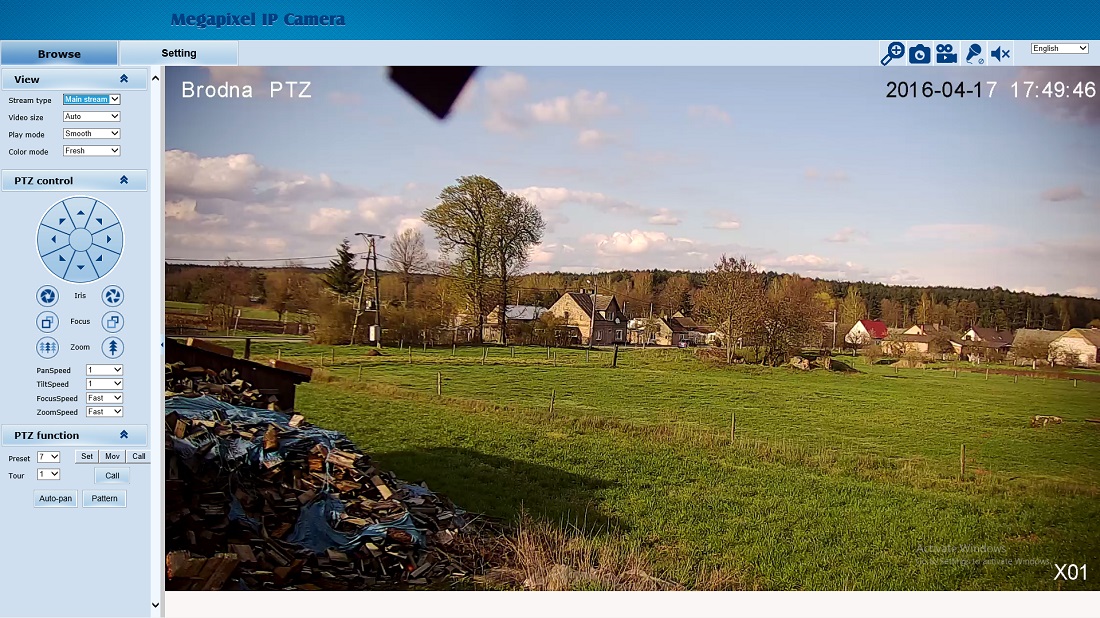 Megapixel IP Camera
Browse
Setting
English
View
Stream type Main stream
Video size Auto
Play mode Smooth
Color mode Fresh
PTZ control
Iris
Focus
Zoom
PanSpeed 1
TiltSpeed 1
FocusSpeed Fast
ZoomSpeed Fast
PTZ function
Preset 7 Set Mov Call
Tour 1 Call
Auto-pan Pattern
Brodna PTZ
2016-04-17 17:49:46
Activate Windows
Go to Settings to activate Windows.
X01